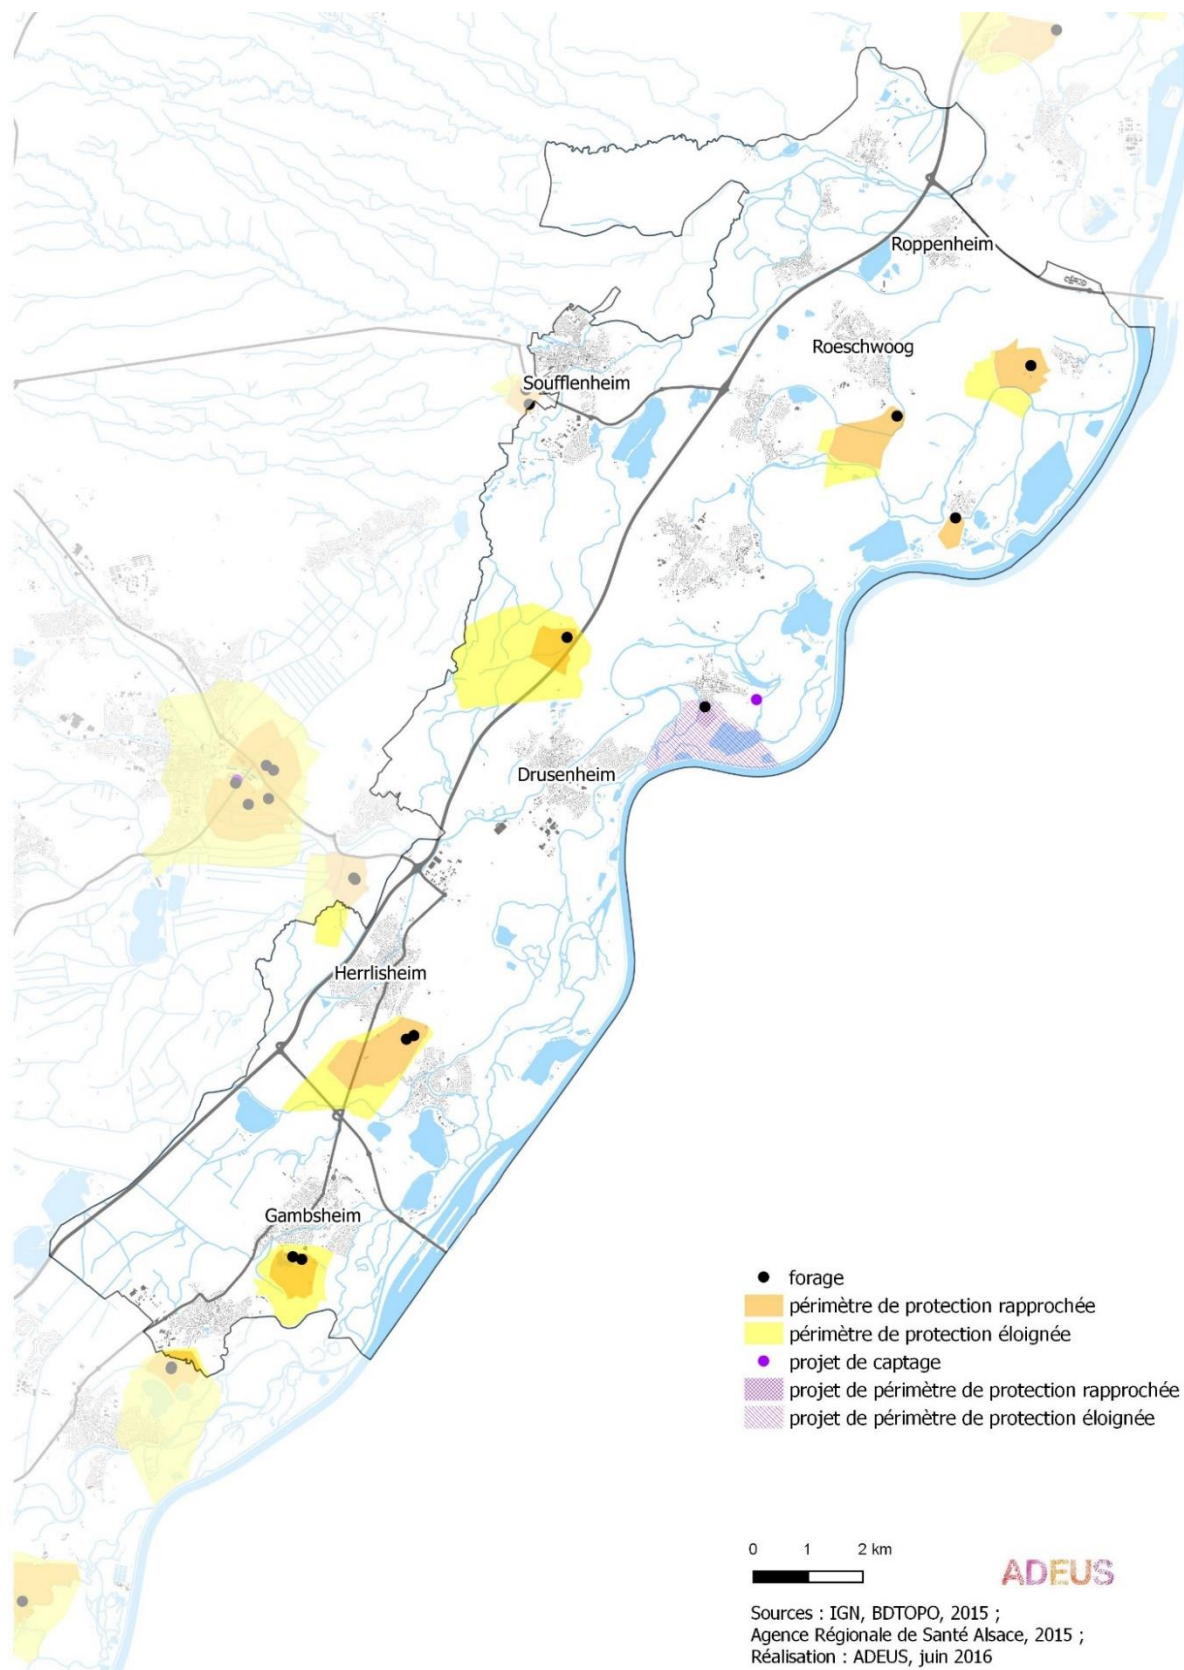 Roppenheim
Roeschwoog
Soufflenheim
Drusenheim
Herrlisheim
Gambsheim
forage
périmètre de protection rapprochée
périmètre de protection éloignée
projet de captage
projet de périmètre de protection rapprochée
projet de périmètre de protection éloignée
0 1 2 km
ADEUS
Sources : IGN, BDTOPO, 2015 ;
Agence Régionale de Santé Alsace, 2015 ;
Réalisation : ADEUS, juin 2016